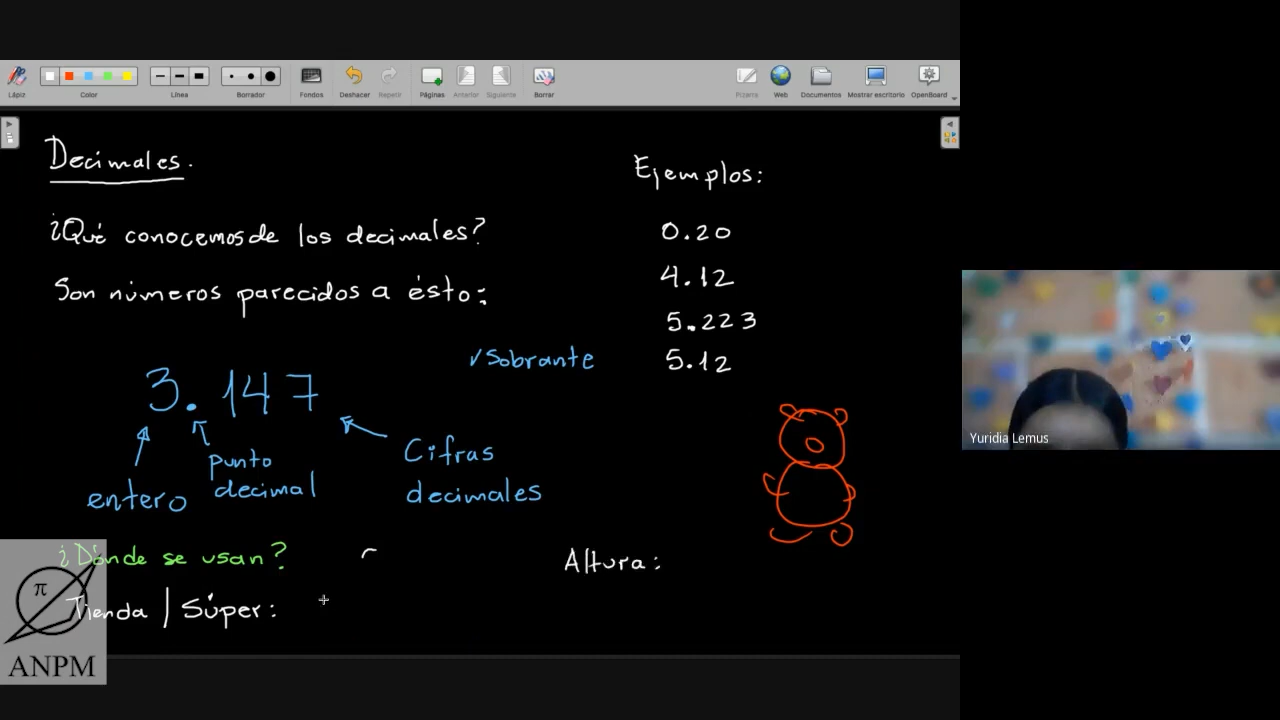 Lápiz
Color
Línea
Borrador
Fondos
Deshacer
Repetir
Páginas
Anterior
Siguiente
Borrar
Pizarra
Web
Documentos
Mostrar escritorio
OpenBoard
Decimales.
¿Qué conocemos de los decimales?
Son números parecidos a ésto:
✓Sobrante
3.147
entero
punto
decimal
Cifras
decimales
Ejemplos:
0.20
4.12
5.223
5.12
¿Dónde se usan?
Tienda | Súper:
Altura:
π
ANPM
Yuridia Lemus